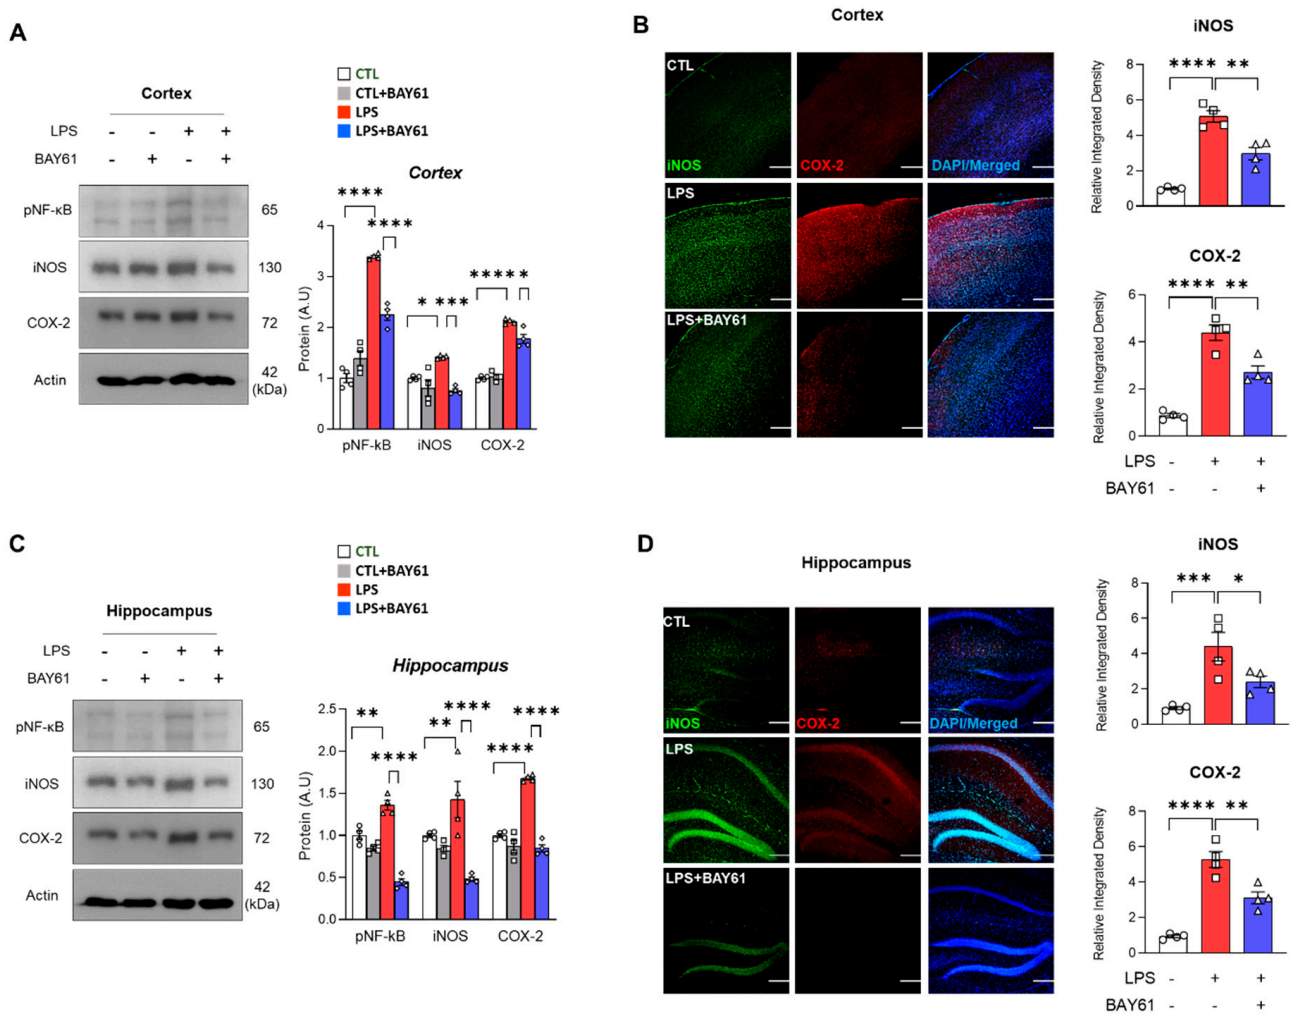 A
Cortex
LPS - - + +
BAY61 - + - +
pNF-κB 65
iNOS 130
COX-2 72
Actin 42
(kDa)
CTL
CTL+BAY61
LPS
LPS+BAY61
Cortex
Protein (A.U)
4
3
2
1
0
**** ****
* ***
******
pNF-kB iNOS COX-2
B
Cortex
CTL
iNOS COX-2 DAPI/Merged
LPS
LPS+BAY61
iNOS
Relative Integrated Density
8
6
4
2
0
**** **
COX-2
Relative Integrated Density
6
4
2
0
**** **
LPS - + +
BAY61 - - +
C
Hippocampus
LPS - - + +
BAY61 - + - +
pNF-κB 65
iNOS 130
COX-2 72
Actin 42
(kDa)
CTL
CTL+BAY61
LPS
LPS+BAY61
Hippocampus
Protein (A.U)
2.5
2.0
1.5
1.0
0.5
0.0
** ****
** ****
**** ****
pNF-kB iNOS COX-2
D
Hippocampus
CTL
iNOS COX-2 DAPI/Merged
LPS
LPS+BAY61
iNOS
Relative Integrated Density
8
6
4
2
0
*** *
COX-2
Relative Integrated Density
8
6
4
2
0
**** **
LPS - + +
BAY61 - - +